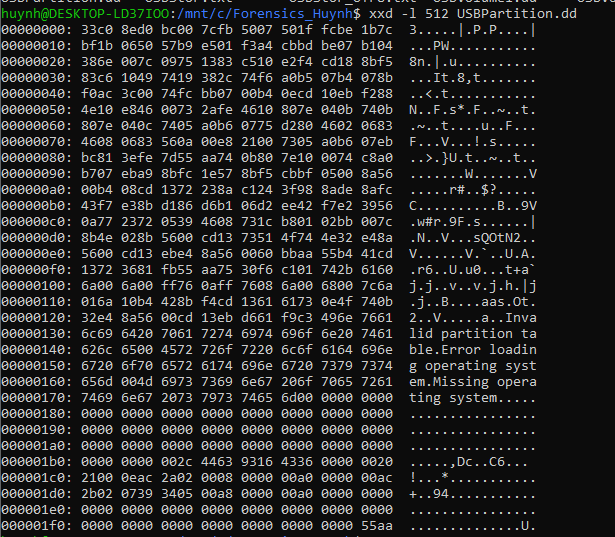 huynh@DESKTOP-LD37IOO:/mnt/c/Forensics_Huynh$ xxd -l 512 USBPartition.dd
00000000: 33c0 8ed0 bc00 7cfb 5007 501f fcbe 1b7c  3.....|.P.P....|
00000010: bf1b 0650 57b9 e501 f3a4 cbbd be07 b104  ...PW...........
00000020: 386e 007c 0975 1383 c510 e2f4 cd18 8bf5  8n.|.u..........
00000030: 83c6 1049 7419 382c 74f6 a0b5 07b4 078b  ...It.8,t.......
00000040: f0ac 3c00 74fc bb07 00b4 0ecd 10eb f288  ..<.t...........
00000050: 4e10 e846 0073 2afe 4610 807e 040b 740b  N..F.s*.F..~..t.
00000060: 807e 040c 7405 a0b6 0775 d280 4602 0683  .~..t....u..F...
00000070: 4608 0683 560a 00e8 2100 7305 a0b6 07eb  F...V...!.s.....
00000080: bc81 3efe 7d55 aa74 0b80 7e10 0074 c8a0  ..>.}U.t..~..t..
00000090: b707 eba9 8bfc 1e57 8bf5 cbbf 0500 8a56  .......W.......V
000000a0: 00b4 08cd 1372 238a c124 3f98 8ade 8afc  .....r#..$?.....
000000b0: 43f7 e38b d186 d6b1 06d2 ee42 f7e2 3956  C..........B..9V
000000c0: 0a77 2372 0539 4608 731c b801 02bb 007c  .w#r.9F.s......|
000000d0: 8b4e 028b 5600 cd13 7351 4f74 4e32 e48a  .N..V...sQOtN2..
000000e0: 5600 cd13 ebe4 8a56 0060 bbaa 55b4 41cd  V......V.`..U.A.
000000f0: 1372 3681 fb55 aa75 30f6 c101 742b 6160  .r6..U.u0...t+a`
00000100: 6a00 6a00 ff76 0aff 7608 6a00 6800 7c6a  j.j..v..v.j.h.|j
00000110: 016a 10b4 428b f4cd 1361 6173 0e4f 740b  .j..B....aas.Ot.
00000120: 32e4 8a56 00cd 13eb d661 f9c3 496e 7661  2..V.....a..Inva
00000130: 6c69 6420 7061 7274 6974 696f 6e20 7461  lid partition ta
00000140: 626c 6500 4572 726f 7220 6c6f 6164 696e  ble.Error loadin
00000150: 6720 6f70 6572 6174 696e 6720 7379 7374  g operating syst
00000160: 656d 004d 6973 7369 6e67 206f 7065 7261  em.Missing opera
00000170: 7469 6e67 2073 7973 7465 6d00 0000 0000  ting system.....
00000180: 0000 0000 0000 0000 0000 0000 0000 0000  ................
00000190: 0000 0000 0000 0000 0000 0000 0000 0000  ................
000001a0: 0000 0000 0000 0000 0000 0000 0000 0000  ................
000001b0: 0000 0000 002c 4463 9316 4336 0000 0020  .....,Dc..C6...
000001c0: 2100 0eac 2a02 0008 0000 00a0 0000 00ac  !...*...........
000001d0: 2b02 0739 3405 00a8 0000 00a0 0000 0000  +..94...........
000001e0: 0000 0000 0000 0000 0000 0000 0000 0000  ................
000001f0: 0000 0000 0000 0000 0000 0000 0000 55aa  ..............U.